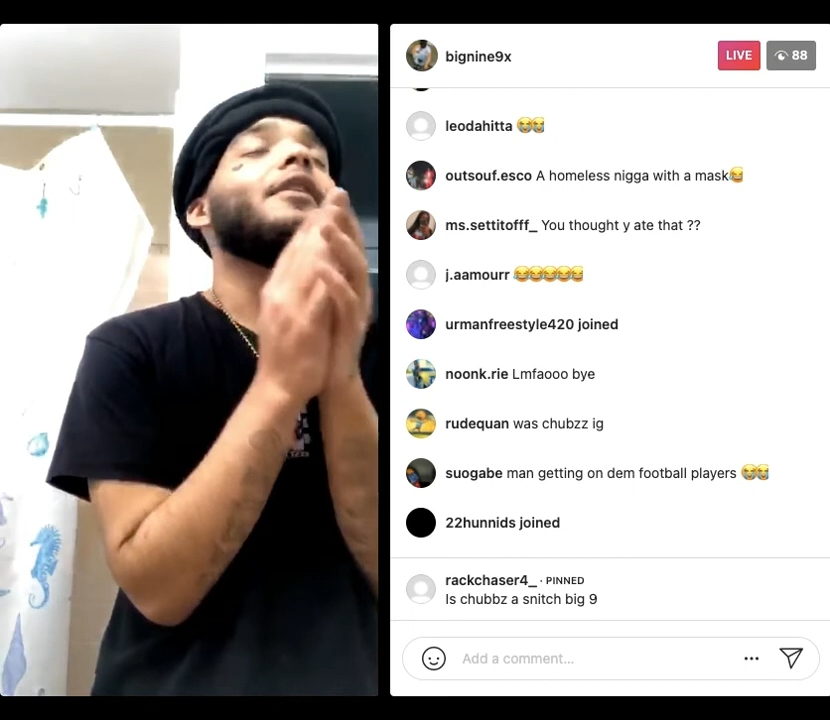 bignine9x
LIVE
88
leodahitta 😭😭
outsouf.esco A homeless nigga with a mask😂
ms.settitofff_ You thought y ate that ??
j.aamourr 😂😂😂😂😂
urmanfreestyle420 joined
noonk.rie Lmfaooo bye
rudequan was chubzz ig
suogabe man getting on dem football players 😭😭
22hunnids joined
rackchaser4_ · PINNED
Is chubbz a snitch big 9
Add a comment...